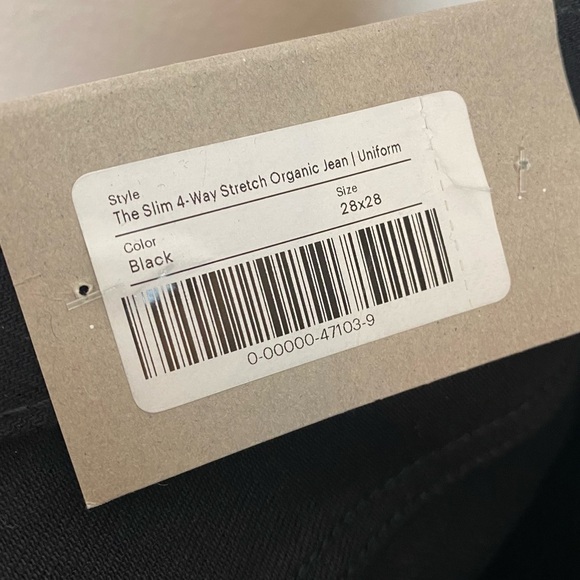 Style
The Slim 4-Way Stretch Organic Jean | Uniform
Color
Size
Black
28x28
0-00000-47103-9